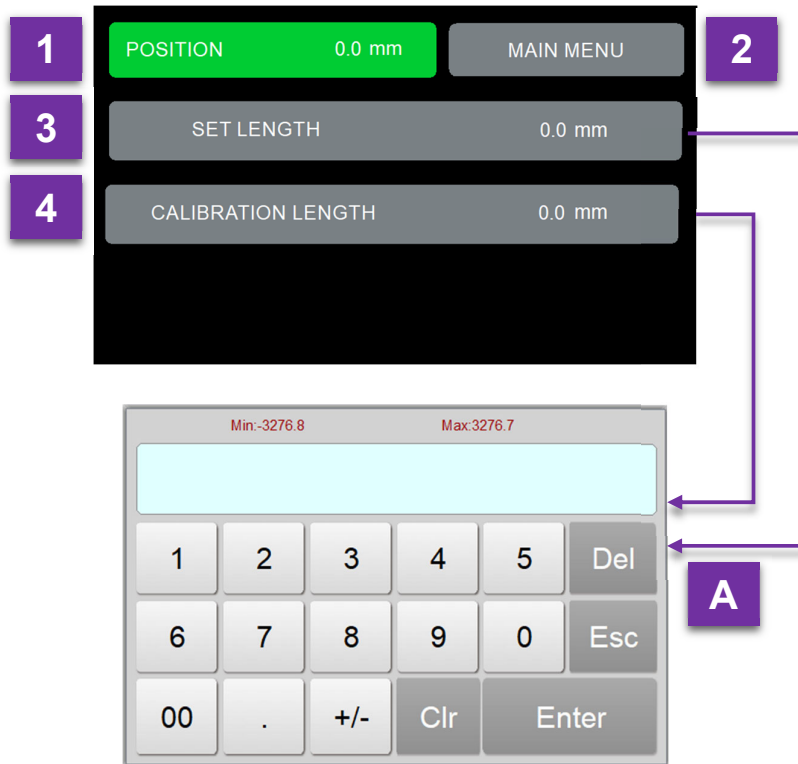 1 POSITION 0.0 mm MAIN MENU 2
3 SET LENGTH 0.0 mm
4 CALIBRATION LENGTH 0.0 mm
Min:-3276.8 Max:3276.7
1 2 3 4 5 Del
A
6 7 8 9 0 Esc
00 . +/- Clr Enter